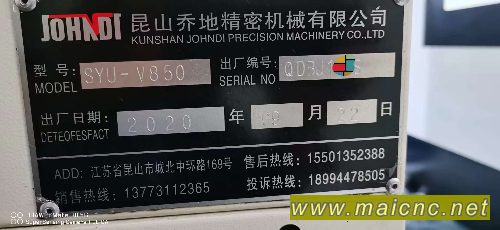 JOHNDI 昆山乔地精密机械有限公司
KUNSHAN JOHNDI PRECISION MACHINERY CO.,LTD
型号: SYU-V850 出厂编号:
MODEL SERIAL NO
出厂日期: 2020 年 月 22 日
DETEOFESFACT
ADD: 江苏省昆山市城北中环路169号 售后热线: 15501352388
销售热线: 13773112365 投诉热线: 18994478505
www.maicnc.net